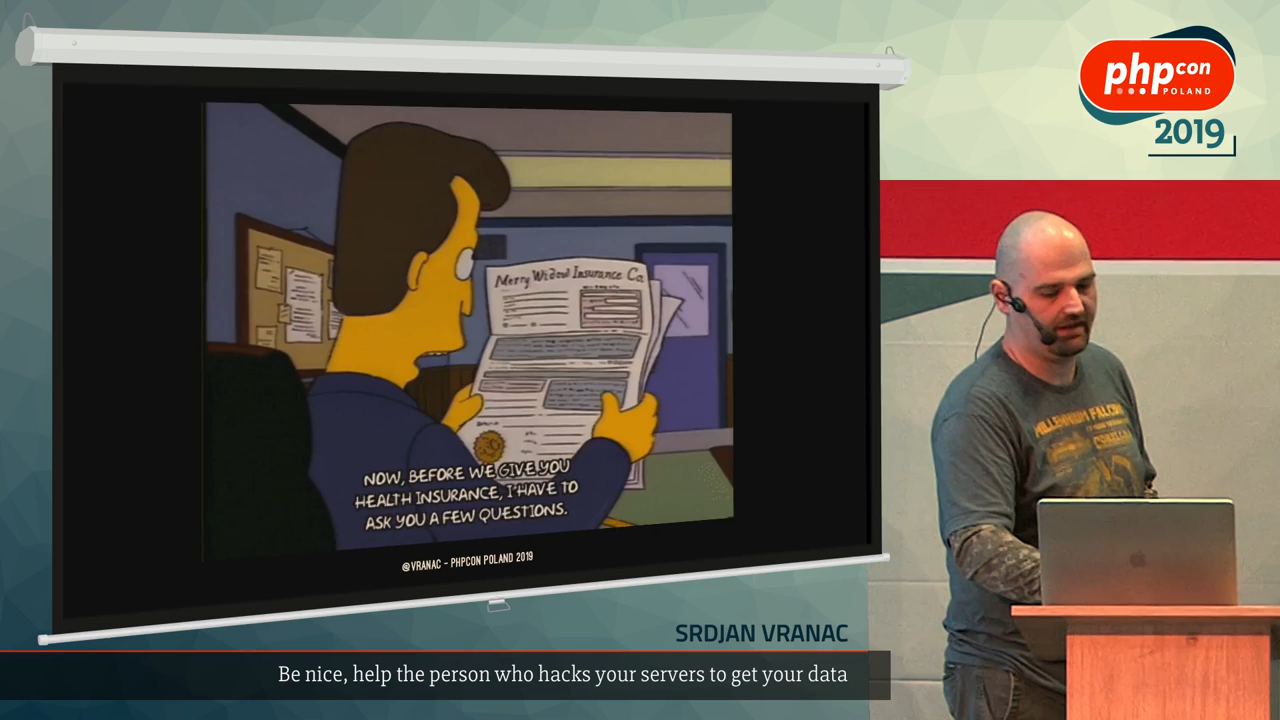 phpcon
POLAND
2019
Merry Widow Insurance Co.
NOW, BEFORE WE GIVE YOU
HEALTH INSURANCE, I HAVE TO
ASK YOU A FEW QUESTIONS.
@VRANAC - PHPCON POLAND 2019
MILLENNIUM FALCON
SRDJAN VRANAC
Be nice, help the person who hacks your servers to get your data